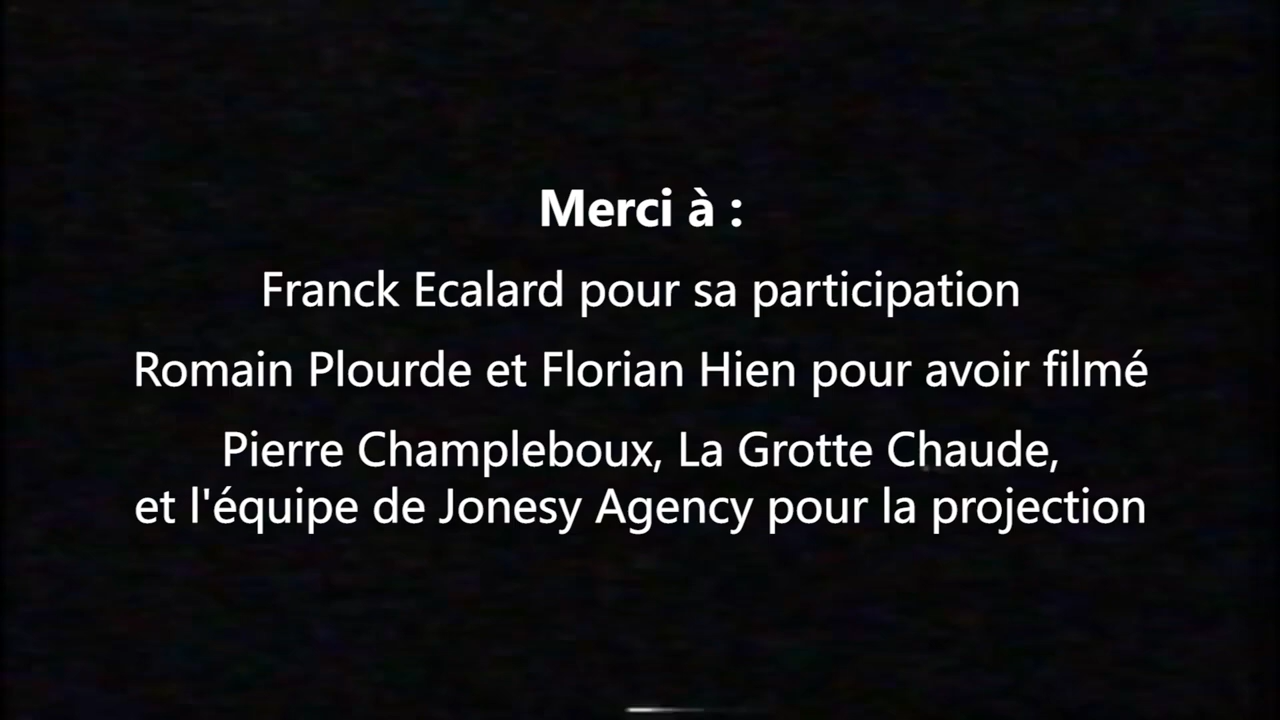 Merci à :
Franck Ecalard pour sa participation
Romain Plourde et Florian Hien pour avoir filmé
Pierre Champleboux, La Grotte Chaude,
et l'équipe de Jonesy Agency pour la projection